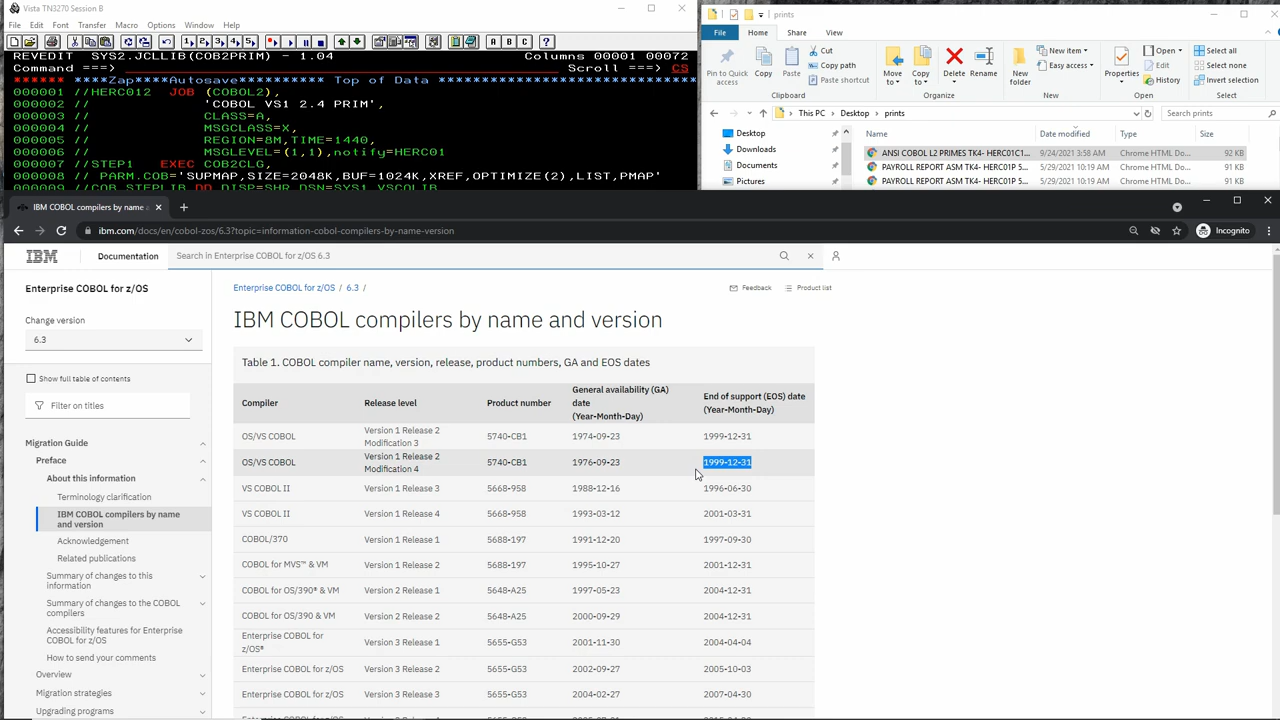 Vista TN3270 Session B
File Edit Font Transfer Macro Options Window Help
REVEDIT SYS2.JCLLIB(COB2PRIM) 1.04 Columns 00001 00072
Command ===> Scroll ===> CS
****** ***Zap****Autosave**** Top of Data
000001 //HERC012 JOB (COBOL2),
000002 // 'COBOL VS1 2.4 PRIM',
000003 // CLASS=A,
000004 // MSGCLASS=X,
000005 // REGION=8M,TIME=1440,
000006 // MSGLEVEL=(1,1),notify=HERC01
000007 //STEP1 EXEC COB2CLG,
000009 //COB.STEPLIB DD DISP=SHR,DSN=SYS1.VSCOLIB
prints
File Home Share View
Pin to Quick access
Copy
Paste
Cut
Copy path
Paste shortcut
Clipboard
Move to
Copy to
Delete
Rename
Organize
New folder
New item
Easy access
New
Properties
Open
Edit
History
Open
Select all
Select none
Invert selection
Select
This PC > Desktop > prints
Search prints
Desktop
Downloads
Documents
Pictures
Name Date modified Type Size
ANSI COBOL L2 PRIMES TK4- HERC01C1... 9/24/2021 3:58 AM Chrome HTML Do... 92 KB
PAYROLL REPORT ASM TK4- HERC01P 5... 5/29/2021 10:19 AM Chrome HTML Do... 91 KB
PAYROLL REPORT ASM TK4- HERC01P 5... 5/29/2021 10:19 AM Chrome HTML Do... 91 KB
IBM COBOL compilers by name a
ibm.com/docs/en/cobol-zos/6.3?topic=information-cobol-compilers-by-name-version
Incognito
IBM Documentation Search in Enterprise COBOL for z/OS 6.3
Enterprise COBOL for z/OS
Change version
6.3
Show full table of contents
Filter on titles
Migration Guide
Preface
About this information
Terminology clarification
IBM COBOL compilers by name and version
Acknowledgement
Related publications
Summary of changes to this information
Summary of changes to the COBOL compilers
Accessibility features for Enterprise COBOL for z/OS
How to send your comments
Overview
Migration strategies
Upgrading programs
Enterprise COBOL for z/OS / 6.3 /
Feedback Product list
IBM COBOL compilers by name and version
Table 1. COBOL compiler name, version, release, product numbers, GA and EOS dates
Compiler Release level Product number General availability (GA) date (Year-Month-Day) End of support (EOS) date (Year-Month-Day)
OS/VS COBOL Version 1 Release 2 Modification 3 5740-CB1 1974-09-23 1999-12-31
OS/VS COBOL Version 1 Release 2 Modification 4 5740-CB1 1976-09-23 1999-12-31
VS COBOL II Version 1 Release 3 5668-958 1988-12-16 1996-06-30
VS COBOL II Version 1 Release 4 5668-958 1993-03-12 2001-03-31
COBOL/370 Version 1 Release 1 5688-197 1991-12-20 1997-09-30
COBOL for MVS™ & VM Version 1 Release 2 5688-197 1995-10-27 2001-12-31
COBOL for OS/390® & VM Version 2 Release 1 5648-A25 1997-05-23 2004-12-31
COBOL for OS/390 & VM Version 2 Release 2 5648-A25 2000-09-29 2004-12-31
Enterprise COBOL for z/OS® Version 3 Release 1 5655-G53 2001-11-30 2004-04-04
Enterprise COBOL for z/OS Version 3 Release 2 5655-G53 2002-09-27 2005-10-03
Enterprise COBOL for z/OS Version 3 Release 3 5655-G53 2004-02-27 2007-04-30